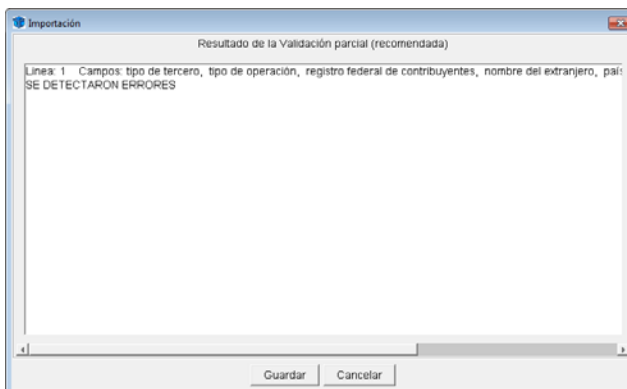 Importación
Resultado de la Validación parcial (recomendada)
Linea: 1 Campos: tipo de tercero, tipo de operación, registro federal de contribuyentes, nombre del extranjero, país
SE DETECTARON ERRORES
Guardar Cancelar